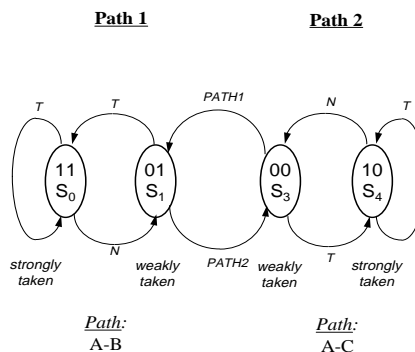 Path 1 Path 2
PATH1
T T N T
11 01 00 10
S0 S1 S3 S4
N PATH2 T
strongly taken weakly taken weakly taken strongly taken
Path: Path:
A-B A-C